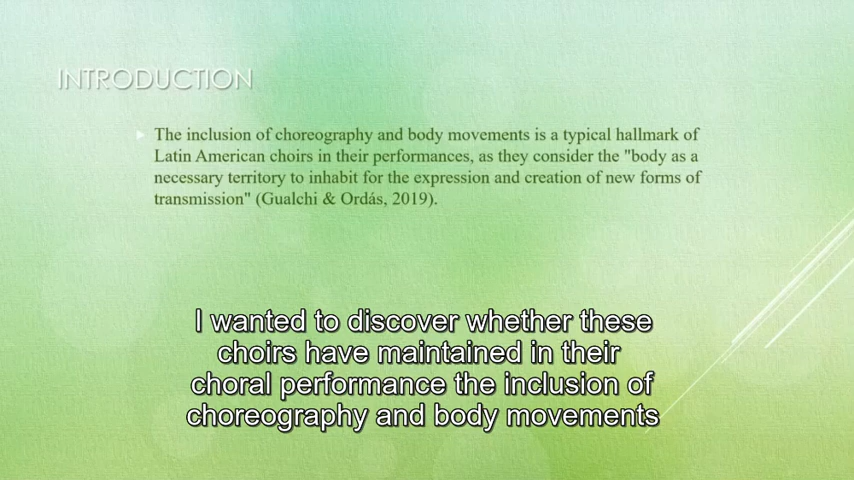 INTRODUCTION
The inclusion of choreography and body movements is a typical hallmark of
Latin American choirs in their performances, as they consider the "body as a
necessary territory to inhabit for the expression and creation of new forms of
transmission" (Gualchi & Ordás, 2019).
I wanted to discover whether these
choirs have maintained in their
choral performance the inclusion of
choreography and body movements